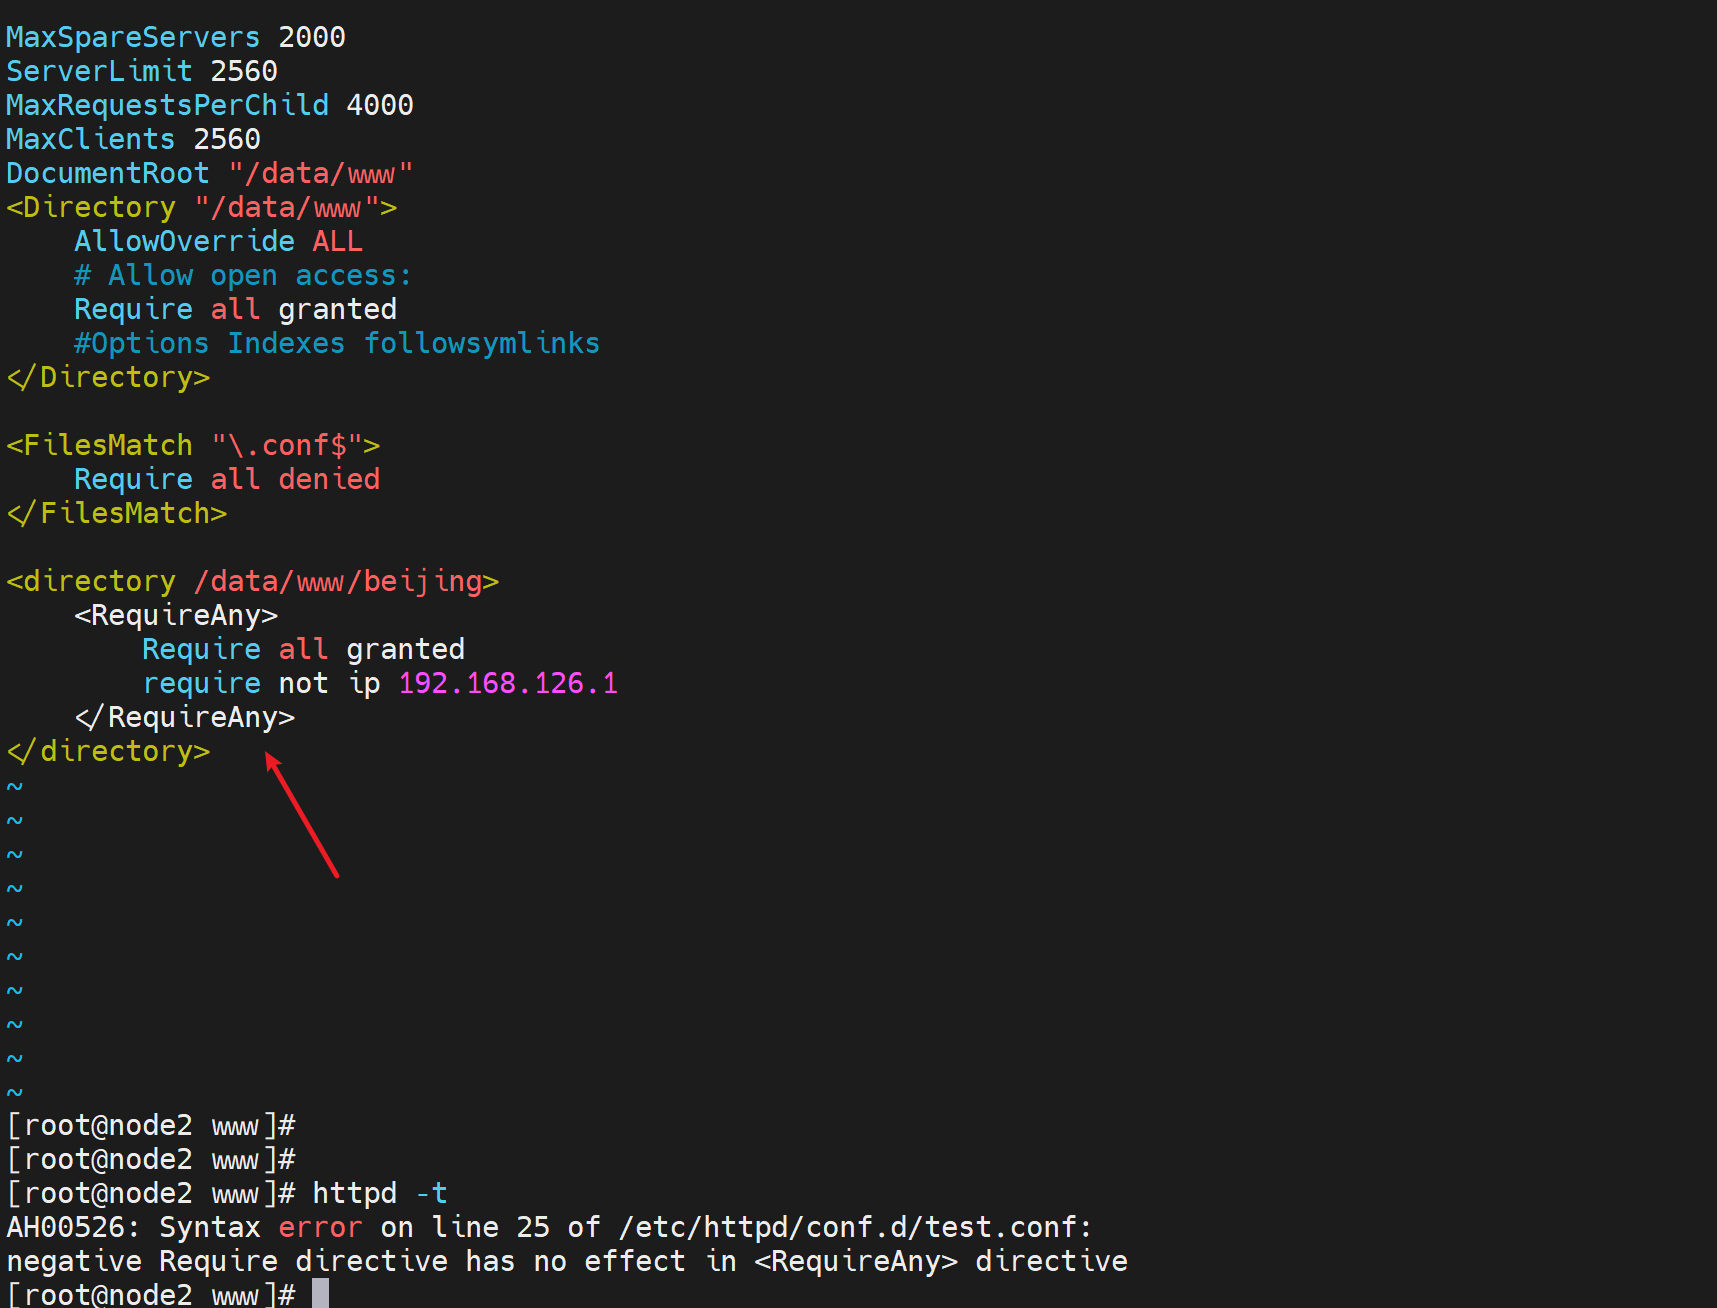 MaxSpareServers 2000
ServerLimit 2560
MaxRequestsPerChild 4000
MaxClients 2560
DocumentRoot "/data/www"
<Directory "/data/www">
    AllowOverride ALL
    # Allow open access:
    Require all granted
    #Options Indexes followsymlinks
</Directory>

<FilesMatch "\.conf$">
    Require all denied
</FilesMatch>

<directory /data/www/beijing>
    <RequireAny>
        Require all granted
        require not ip 192.168.126.1
    </RequireAny>
</directory>
~
~
~
~
~
~
~
~
~
~
[root@node2 www]#
[root@node2 www]#
[root@node2 www]# httpd -t
AH00526: Syntax error on line 25 of /etc/httpd/conf.d/test.conf:
negative Require directive has no effect in <RequireAny> directive
[root@node2 www]#